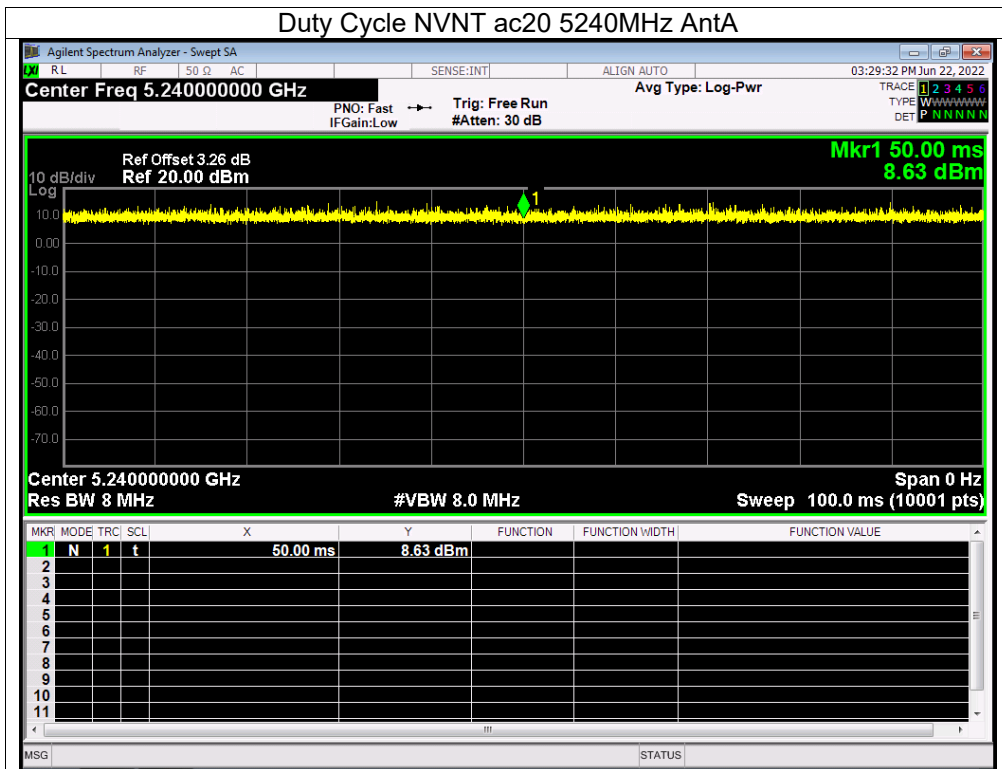 Duty Cycle NVNT ac20 5240MHz AntA
Agilent Spectrum Analyzer - Swept SA
LXI RL RF 50 Ω AC SENSE:INT ALIGN AUTO 03:29:32 PM Jun 22, 2022
Center Freq 5.240000000 GHz Avg Type: Log-Pwr TRACE 1 2 3 4 5 6
PNO: Fast Trig: Free Run TYPE WWWWWW
IFGain:Low #Atten: 30 dB DET P N N N N N
Mkr1 50.00 ms
Ref Offset 3.26 dB
10 dB/div Ref 20.00 dBm 8.63 dBm
Log
1
10.0
0.00
-10.0
-20.0
-30.0
-40.0
-50.0
-60.0
-70.0
Center 5.240000000 GHz Span 0 Hz
Res BW 8 MHz #VBW 8.0 MHz Sweep 100.0 ms (10001 pts)
MKR MODE TRC SCL X Y FUNCTION FUNCTION WIDTH FUNCTION VALUE
1 N 1 t 50.00 ms 8.63 dBm
2
3
4
5
6
7
8
9
10
11
MSG STATUS